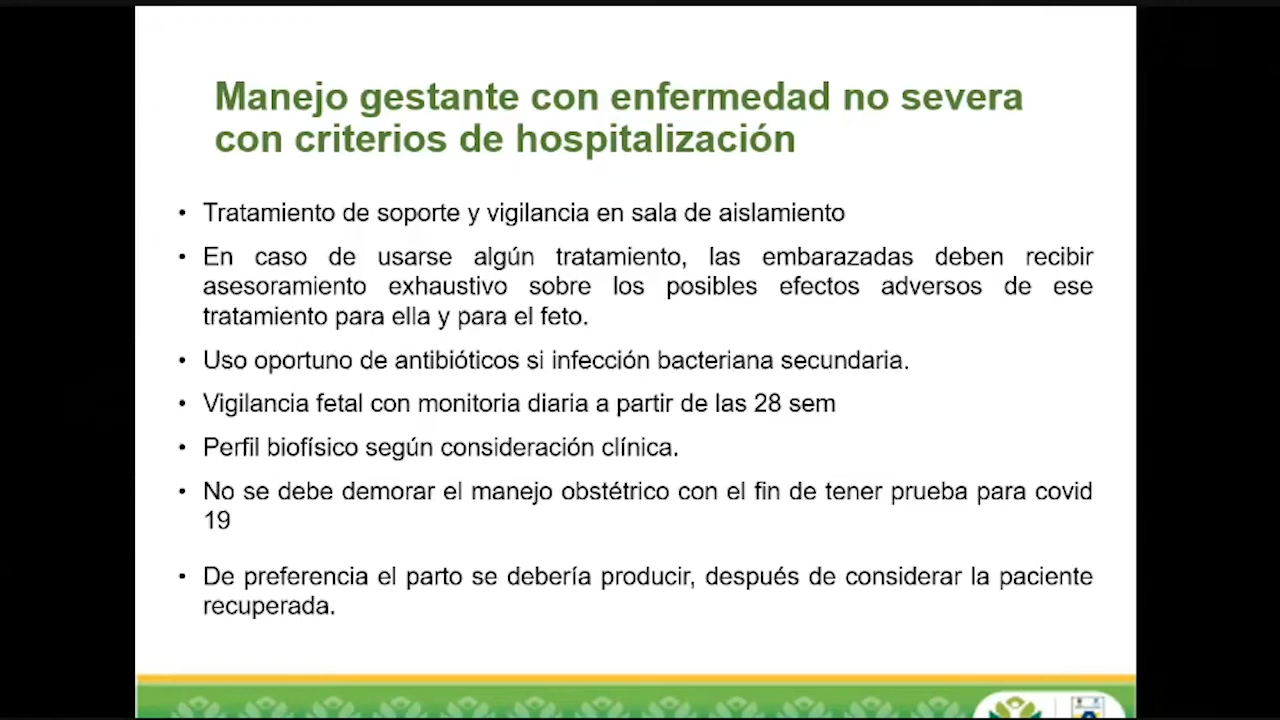 Manejo gestante con enfermedad no severa
con criterios de hospitalización
• Tratamiento de soporte y vigilancia en sala de aislamiento
• En caso de usarse algún tratamiento, las embarazadas deben recibir
asesoramiento exhaustivo sobre los posibles efectos adversos de ese
tratamiento para ella y para el feto.
• Uso oportuno de antibióticos si infección bacteriana secundaria.
• Vigilancia fetal con monitoria diaria a partir de las 28 sem
• Perfil biofísico según consideración clínica.
• No se debe demorar el manejo obstétrico con el fin de tener prueba para covid
19
• De preferencia el parto se debería producir, después de considerar la paciente
recuperada.